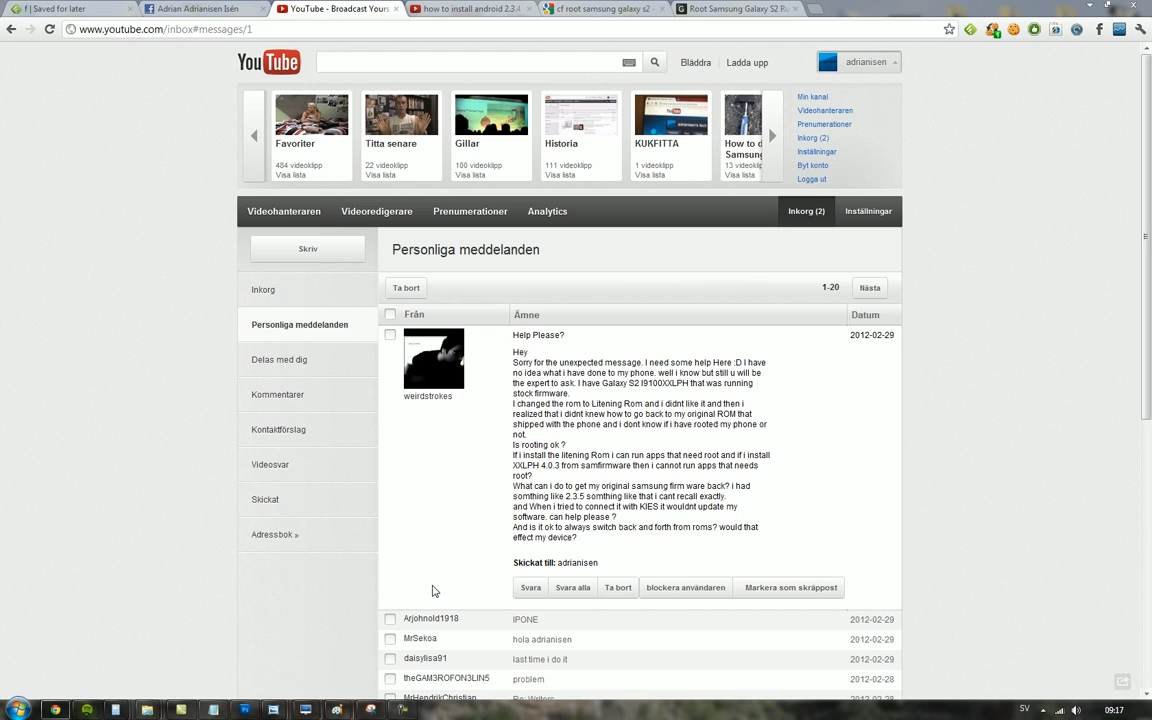 f | Saved for later
Adrian Adrianisen Isén
YouTube - Broadcast Yours
how to install android 2.3.4
cf root samsung galaxy s2 -
Root Samsung Galaxy S2 Ru
www.youtube.com/inbox#messages/1
YouTube
Bläddra
Ladda upp
adrianisen
Favoriter
484 videoklipp
Visa lista
Titta senare
22 videoklipp
Visa lista
Gillar
100 videoklipp
Visa lista
Historia
111 videoklipp
Visa lista
KUKFITTA
1 videoklipp
Visa lista
How to d
Samsung
13 videoklip
Visa lista
Min kanal
Videohanteraren
Prenumerationer
Inkorg (2)
Inställningar
Byt konto
Logga ut
Videohanteraren
Videoredigerare
Prenumerationer
Analytics
Inkorg (2)
Inställningar
Skriv
Inkorg
Personliga meddelanden
Delas med dig
Kommentarer
Kontaktförslag
Videosvar
Skickat
Adressbok »
Personliga meddelanden
Ta bort
1-20
Nästa
Från
Ämne
Datum
weirdstrokes
Help Please?
2012-02-29
Hey
Sorry for the unexpected message. I need some help Here :D I have
no idea what i have done to my phone. well i know but still u will be
the expert to ask. I have Galaxy S2 I9100XXLPH that was running
stock firmware.
I changed the rom to Litening Rom and i didnt like it and then i
realized that i didnt knew how to go back to my original ROM that
shipped with the phone and i dont know if i have rooted my phone or
not.
Is rooting ok ?
If i install the litening Rom i can run apps that need root and if i install
XXLPH 4.0.3 from samfirmware then i cannot run apps that needs
root?
What can i do to get my original samsung firm ware back? i had
somthing like 2.3.5 somthing like that i cant recall exactly.
and When i tried to connect it with KIES it wouldnt update my
software. can help please ?
And is it ok to always switch back and forth from roms? would that
effect my device?
Skickat till: adrianisen
Svara
Svara alla
Ta bort
blockera användaren
Markera som skräppost
Arjohnold1918
IPONE
2012-02-29
MrSekoa
hola adrianisen
2012-02-29
daisylisa91
last time i do it
2012-02-29
theGAM3ROFON3LIN5
problem
2012-02-28
MrHendrikChristian
Re: Writers
2012-02-28
SV
09:17